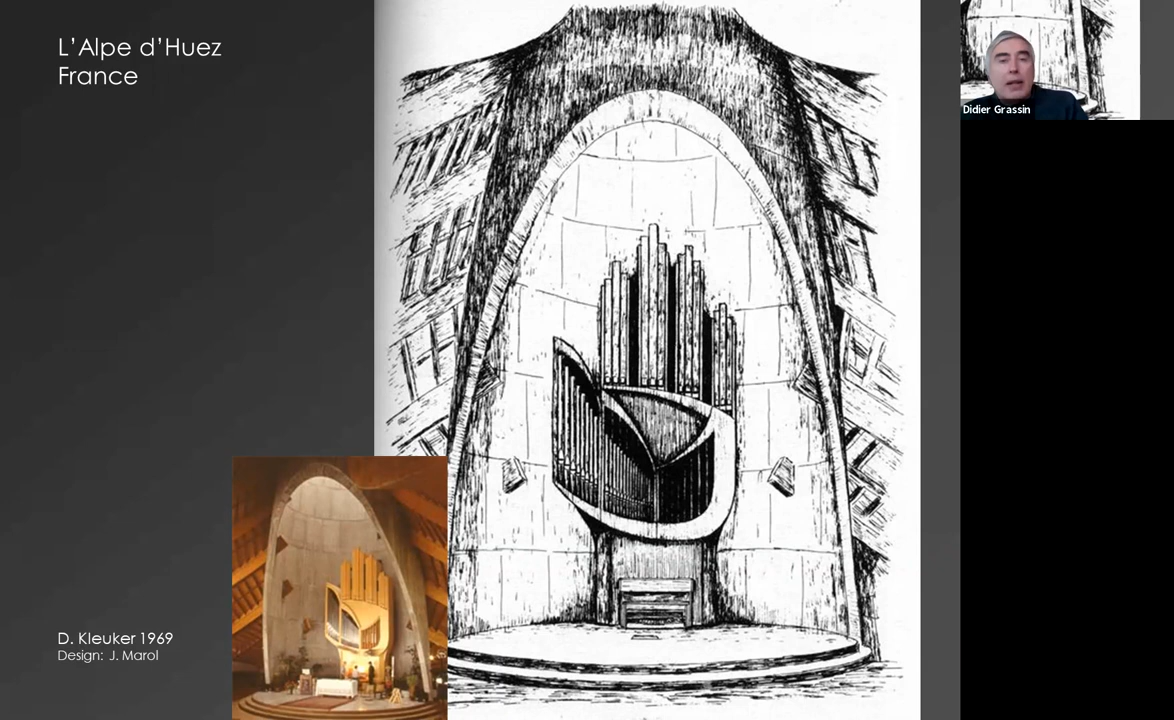 L'Alpe d'Huez
France
Didier Grassin
D. Kleuker 1969
Design: J. Marol